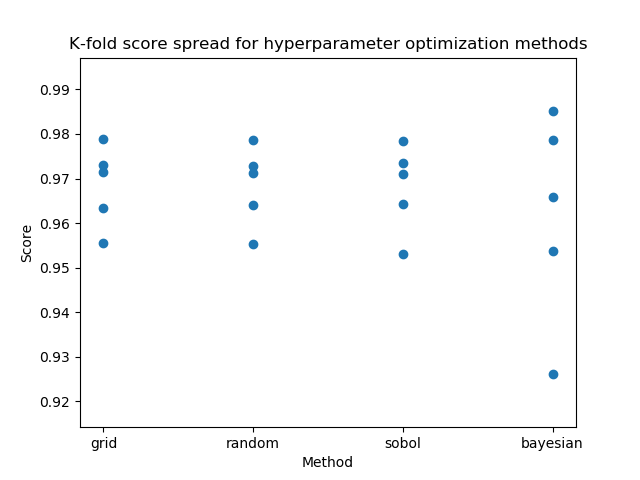 K-fold score spread for hyperparameter optimization methods
0.99
0.98
0.97
0.96
0.95
0.94
0.93
0.92
Score
grid random sobol bayesian
Method